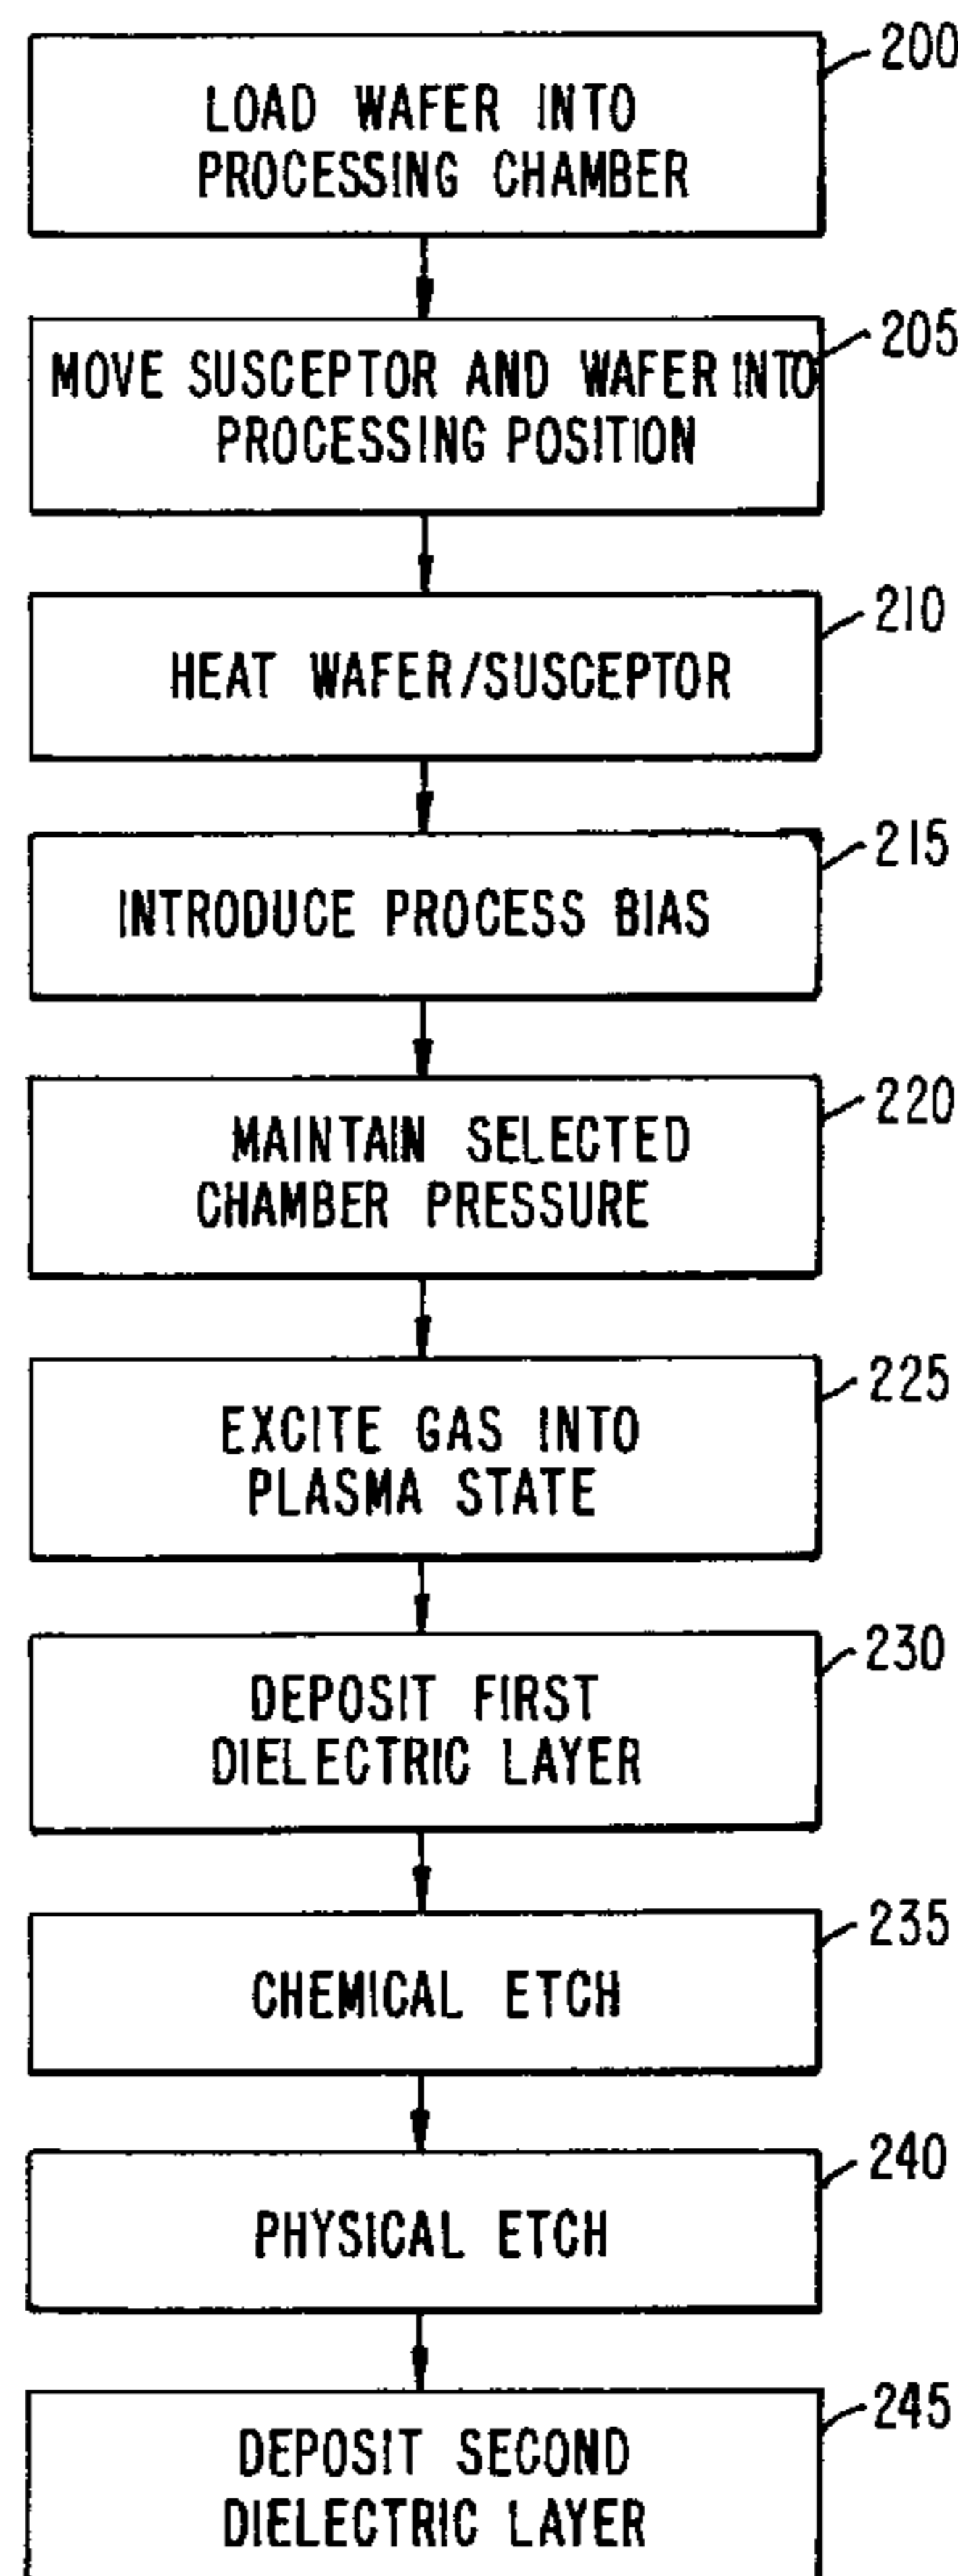 200
LOAD WAFER INTO
PROCESSING CHAMBER
205
MOVE SUSCEPTOR AND WAFER INTO
PROCESSING POSITION
210
HEAT WAFER/SUSCEPTOR
215
INTRODUCE PROCESS BIAS
220
MAINTAIN SELECTED
CHAMBER PRESSURE
225
EXCITE GAS INTO
PLASMA STATE
230
DEPOSIT FIRST
DIELECTRIC LAYER
235
CHEMICAL ETCH
240
PHYSICAL ETCH
245
DEPOSIT SECOND
DIELECTRIC LAYER